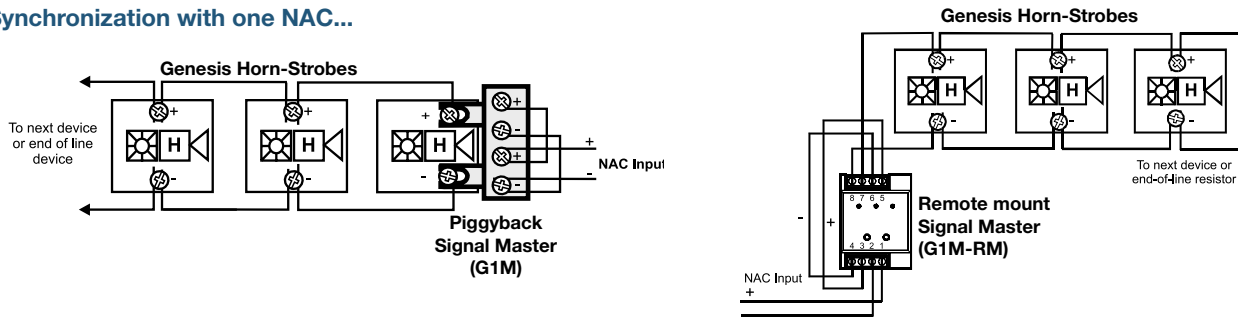 ynchronization with one NAC...
Genesis Horn-Strobes
+
+
+
+
-
+
-
H
H
H
To next device
or end of line
device
-
-
-
+
-
NAC Input
Piggyback
Signal Master
(G1M)
Genesis Horn-Strobes
+
+
+
H
H
H
-
-
-
To next device or
end-of-line resistor
8 7 6 5
4 3 2 1
-
+
Remote mount
Signal Master
(G1M-RM)
NAC Input
+